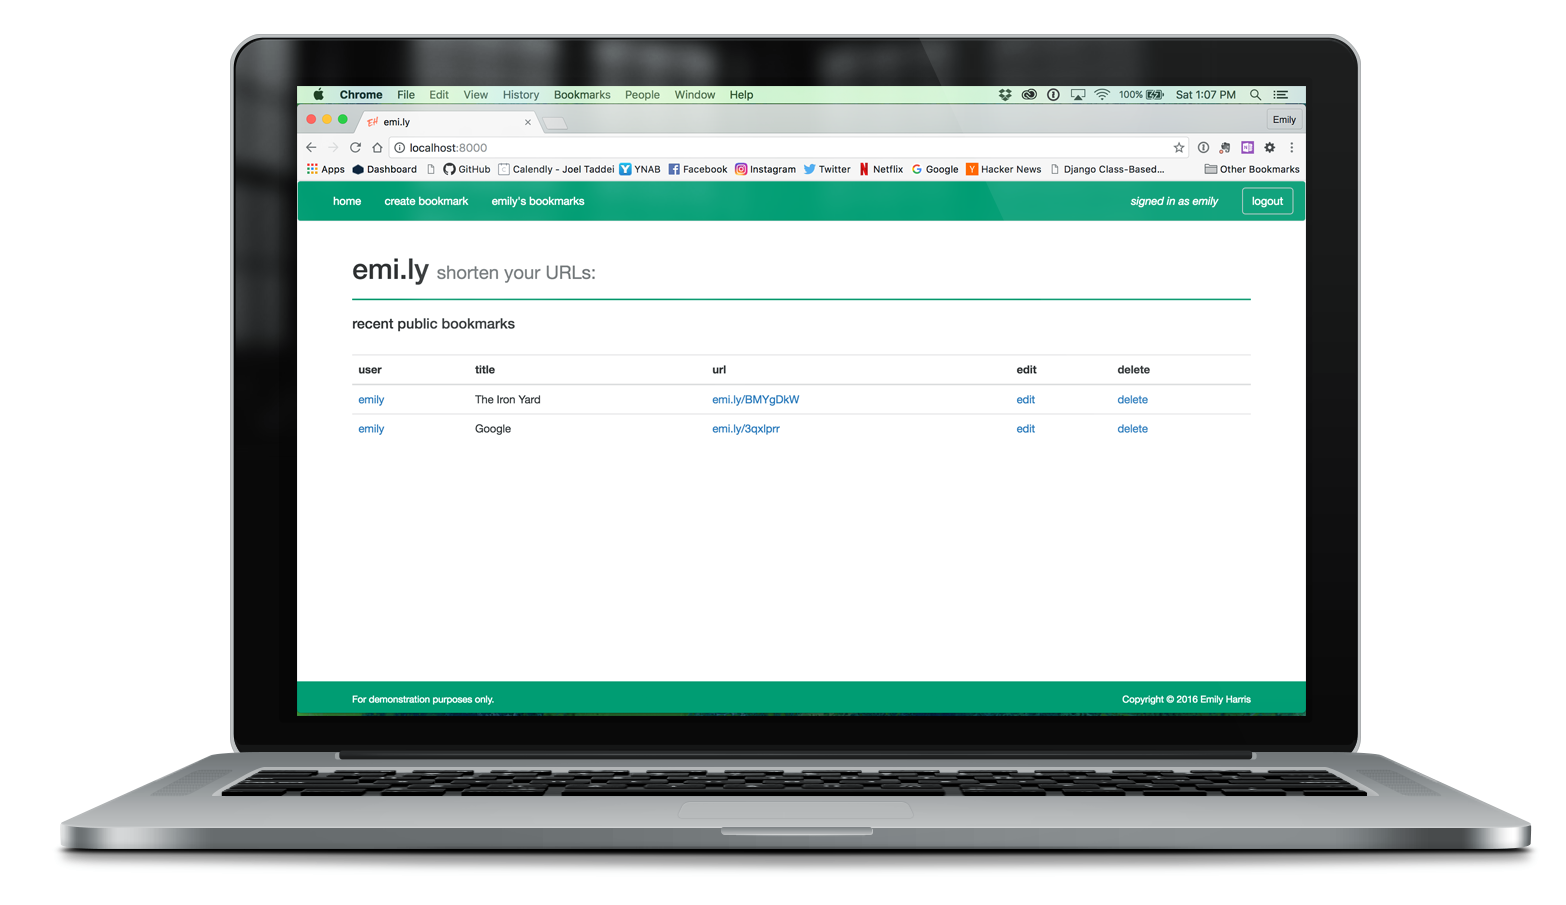 Chrome File Edit View History Bookmarks People Window Help 100% Sat 1:07 PM
EH emi.ly Emily
localhost:8000
Apps Dashboard GitHub Calendly - Joel Taddei YNAB Facebook Instagram Twitter Netflix Google Hacker News Django Class-Based... Other Bookmarks
home create bookmark emily's bookmarks signed in as emily logout
emi.ly shorten your URLs:
recent public bookmarks
user title url edit delete
emily The Iron Yard emi.ly/BMYgDkW edit delete
emily Google emi.ly/3qxlprr edit delete
For demonstration purposes only. Copyright © 2016 Emily Harris